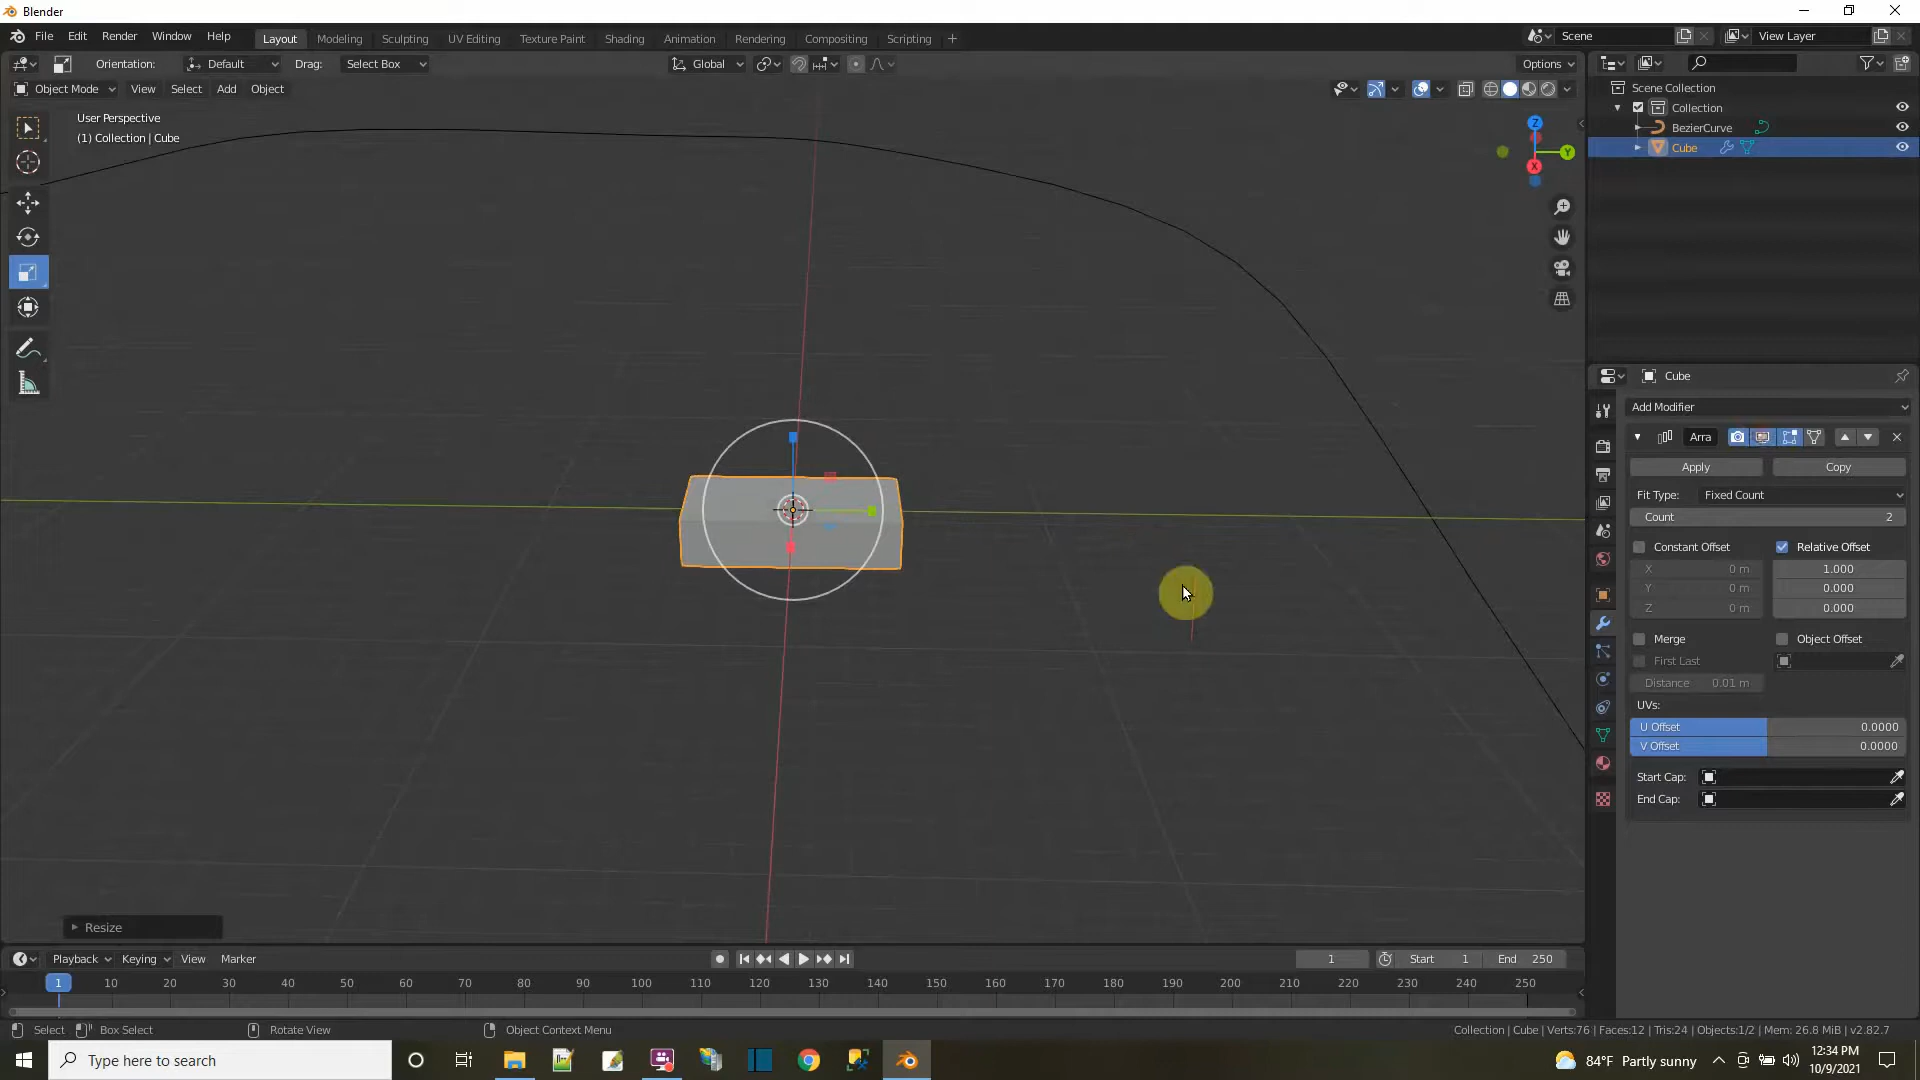 Blender
File Edit Render Window Help Layout Modeling Sculpting UV Editing Texture Paint Shading Animation Rendering Compositing Scripting + Scene View Layer
Orientation: Default Drag: Select Box Global Options
Object Mode View Select Add Object
User Perspective
(1) Collection | Cube
Z
Y
X
Scene Collection
Collection
BezierCurve
Cube
Cube
Add Modifier
Arra
Apply Copy
Fit Type: Fixed Count
Count 2
Constant Offset Relative Offset
X 0 m 1.000
Y 0 m 0.000
Z 0 m 0.000
Merge Object Offset
First Last
Distance 0.01 m
UVs:
U Offset 0.0000
V Offset 0.0000
Start Cap:
End Cap:
Resize
Playback Keying View Marker 1 Start 1 End 250
1 10 20 30 40 50 60 70 80 90 100 110 120 130 140 150 160 170 180 190 200 210 220 230 240 250
Select Box Select Rotate View Object Context Menu Collection | Cube | Verts:76 | Faces:12 | Tris:24 | Objects:1/2 | Mem: 26.8 MiB | v2.82.7
Type here to search 84°F Partly sunny 12:34 PM
10/9/2021